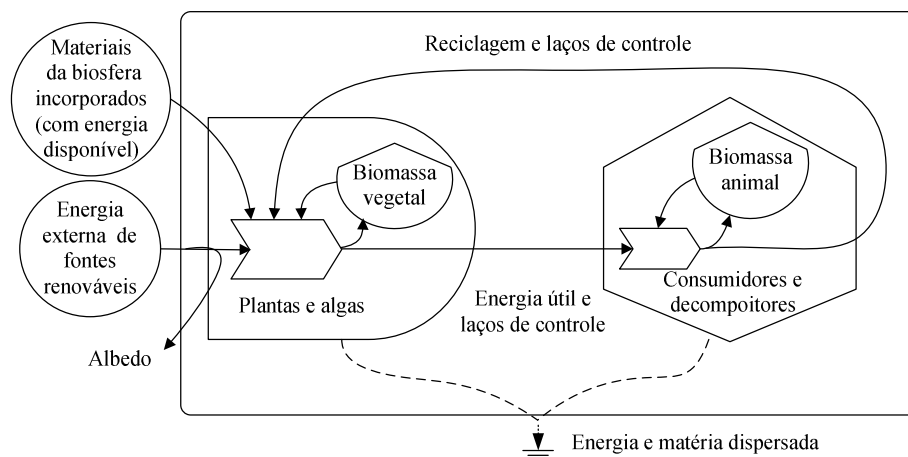 Materiais
da biosfera
incorporados
(com energia
disponível)
Reciclagem e laços de controle
Biomassa
vegetal
Biomassa
animal
Energia
externa de
fontes
renováveis
Plantas e algas
Energia útil e
laços de controle
Consumidores e
decompoitores
Albedo
Energia e matéria dispersada